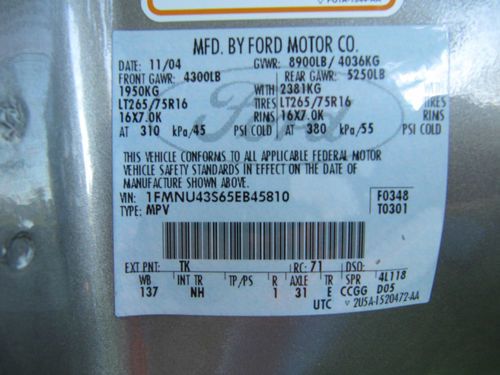 MFD. BY FORD MOTOR CO.
DATE: 11/04 GVWR: 8900LB/ 4036KG
FRONT GAWR: 4300LB REAR GAWR: 5250LB
1950KG WITH 2381KG WITH
LT265/75R16 TIRES LT265/75R16 TIRES
16X7.0K RIMS 16X7.0K RIMS
AT 310 kPa/45 PSI COLD AT 380 kPa/55 PSI COLD
Ford
THIS VEHICLE CONFORMS TO ALL APPLICABLE FEDERAL MOTOR
VEHICLE SAFETY STANDARDS IN EFFECT ON THE DATE OF
MANUFACTURE SHOWN ABOVE.
VIN: 1FMNU43S65EB45810 F0348
TYPE: MPV T0301
EXT PNT: TK RC: 71 DSO:
WB INT TR TP/PS R AXLE TR SPR 4L118
137 NH 1 31 E CCGG D05
UTC 2U5A-1520472-AA